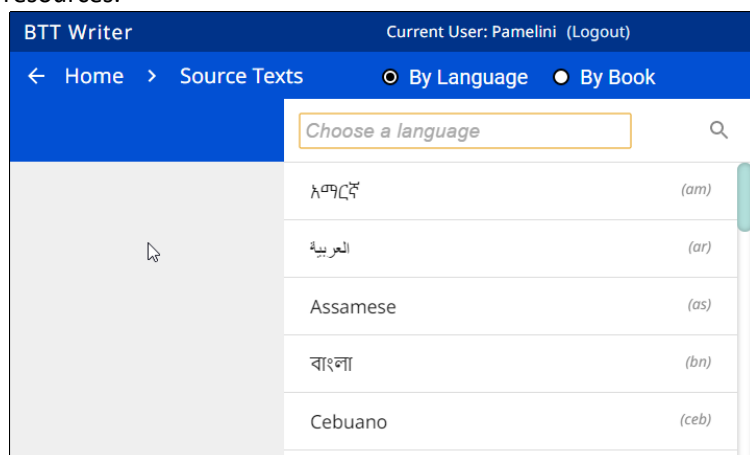 resources.
BTT Writer Current User: Pamelini (Logout)
← Home > Source Texts By Language By Book
Choose a language
አማርኛ (am)
العربية (ar)
Assamese (as)
বাংলা (bn)
Cebuano (ceb)